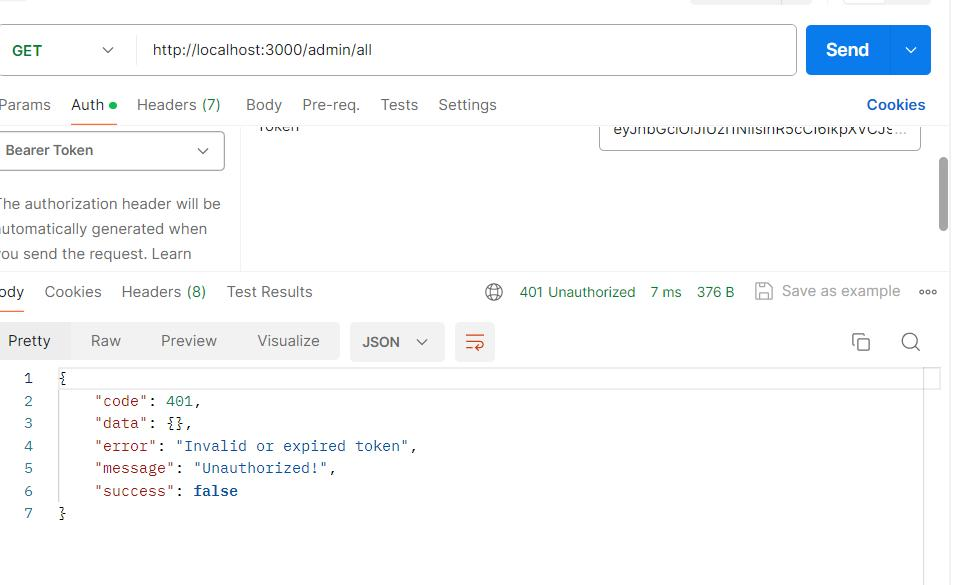 GET http://localhost:3000/admin/all Send
Params Auth Headers (7) Body Pre-req. Tests Settings Cookies
Token
Bearer Token
The authorization header will be
automatically generated when
you send the request. Learn
ody Cookies Headers (8) Test Results 401 Unauthorized 7 ms 376 B Save as example
Pretty Raw Preview Visualize JSON
1 {
2 "code": 401,
3 "data": {},
4 "error": "Invalid or expired token",
5 "message": "Unauthorized!",
6 "success": false
7 }